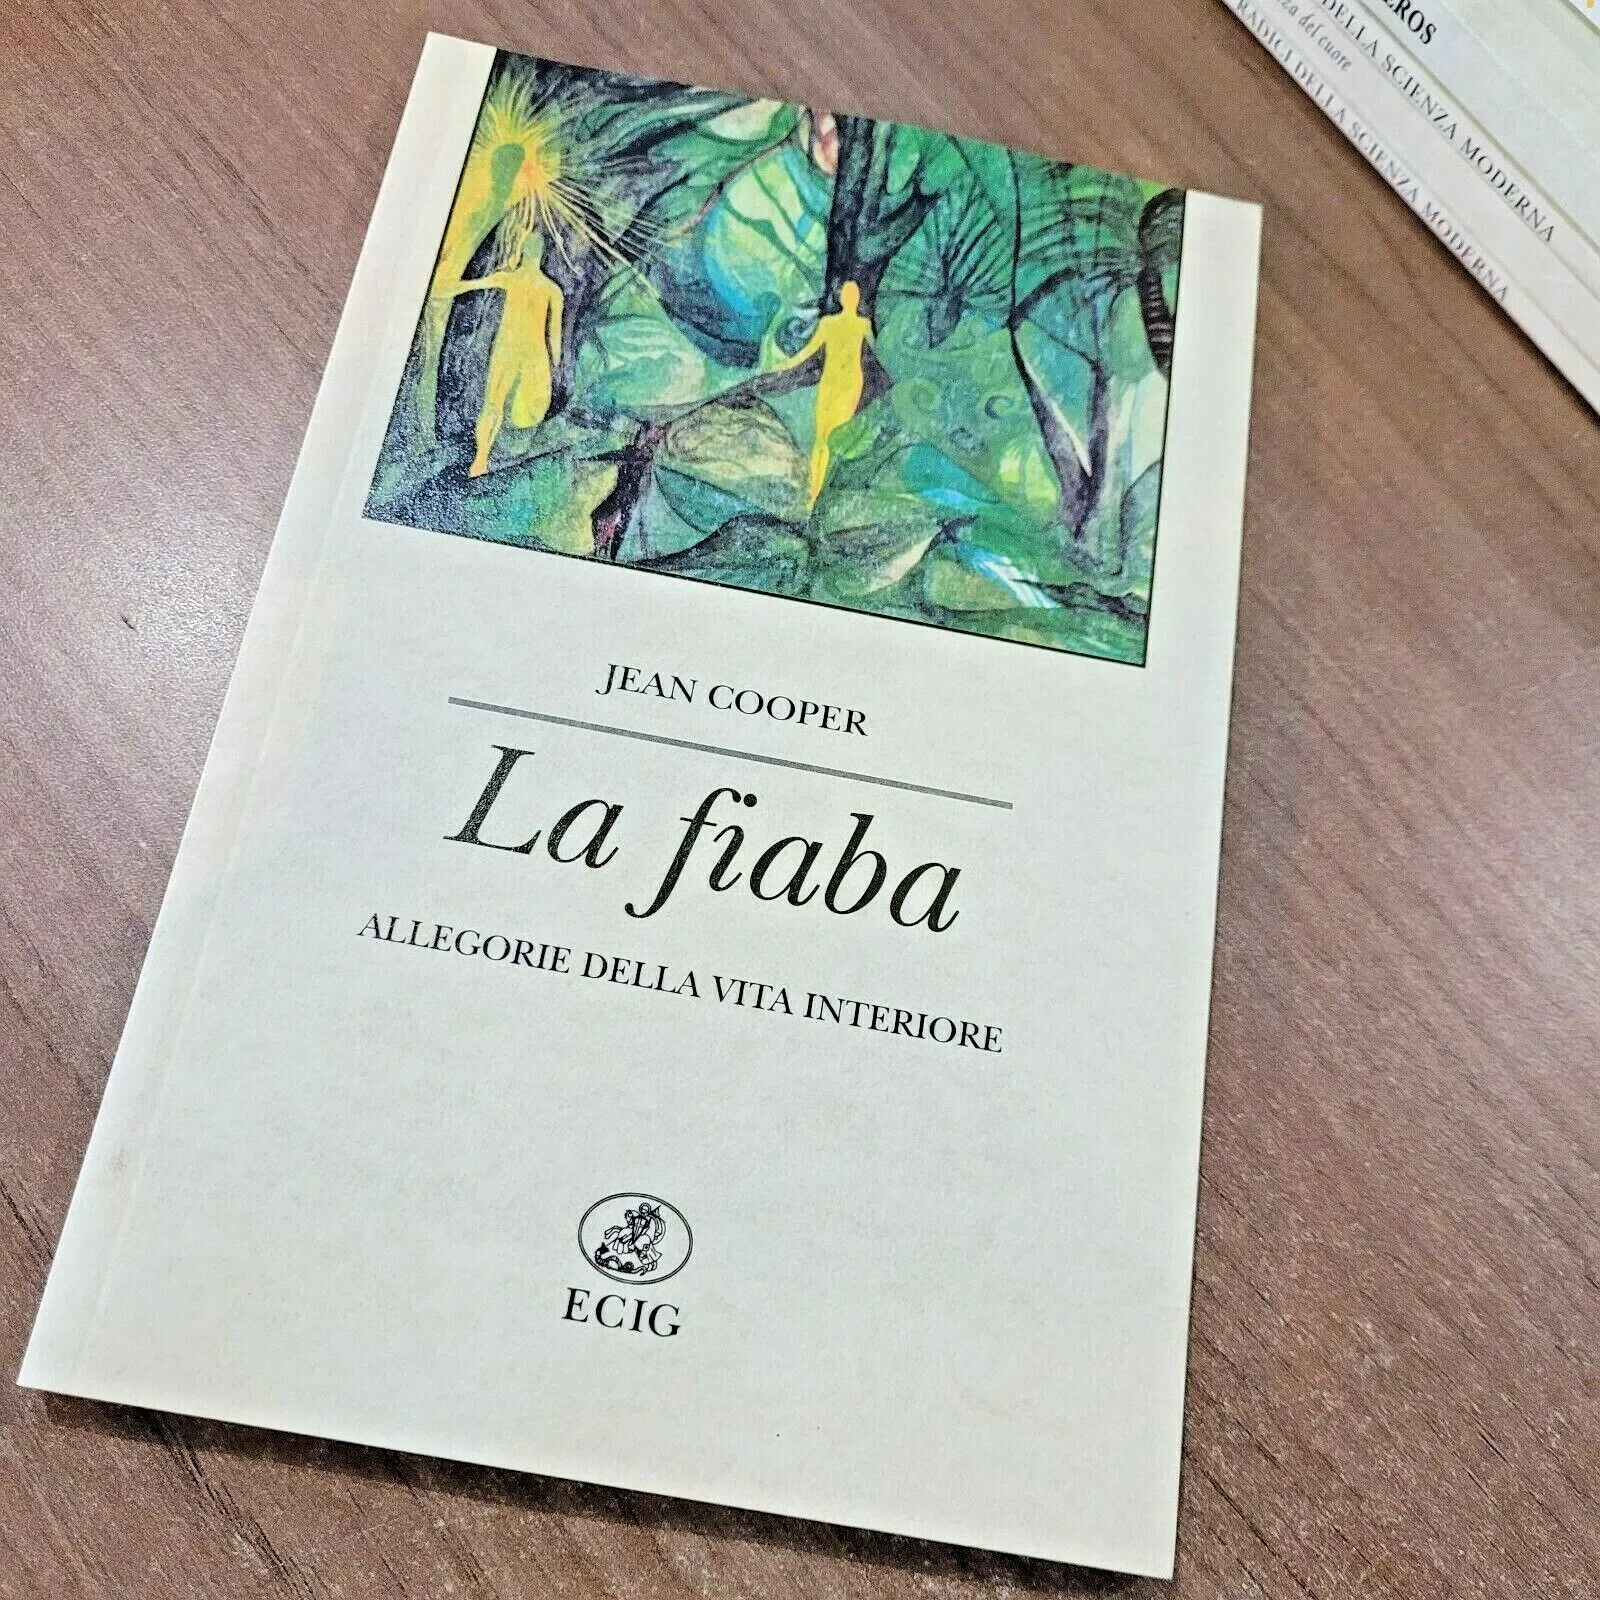 JEAN COOPER
La fiaba
ALLEGORIE DELLA VITA INTERIORE
ECIG
EROS
DELLA SCIENZA MODERNA
del cuore
RADICI DELLA SCIENZA MODERNA